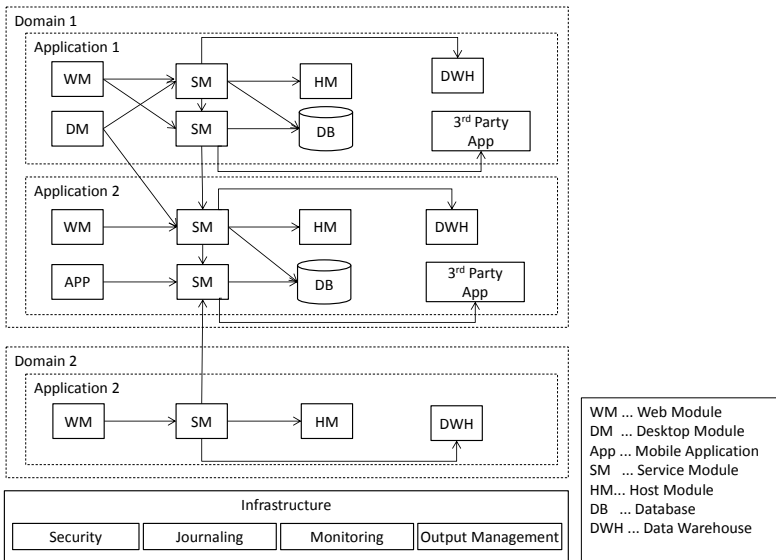 Domain 1
Application 1
WM
SM
HM
DWH
DM
SM
DB
3rd Party
App
Application 2
WM
SM
HM
DWH
APP
SM
DB
3rd Party
App
Domain 2
Application 2
WM
SM
HM
DWH
Infrastructure
Security
Journaling
Monitoring
Output Management
WM ... Web Module
DM ... Desktop Module
App ... Mobile Application
SM ... Service Module
HM... Host Module
DB ... Database
DWH ... Data Warehouse